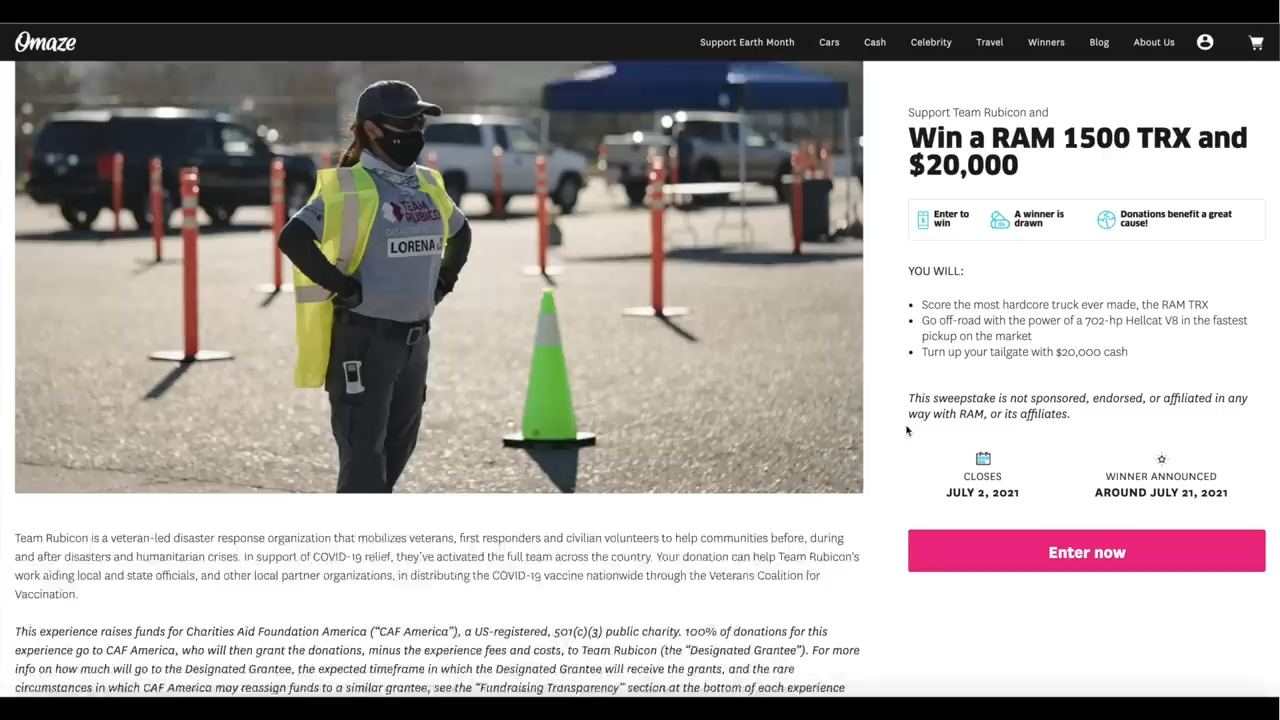 Omaze
Support Earth Month Cars Cash Celebrity Travel Winners Blog About Us
TEAM
RUBICO
LORENA
Support Team Rubicon and
Win a RAM 1500 TRX and
$20,000
Enter to
win
A winner is
drawn
Donations benefit a great
cause!
YOU WILL:
• Score the most hardcore truck ever made, the RAM TRX
• Go off-road with the power of a 702-hp Hellcat V8 in the fastest
pickup on the market
• Turn up your tailgate with $20,000 cash
This sweepstake is not sponsored, endorsed, or affiliated in any
way with RAM, or its affiliates.
CLOSES
JULY 2, 2021
WINNER ANNOUNCED
AROUND JULY 21, 2021
Enter now
Team Rubicon is a veteran-led disaster response organization that mobilizes veterans, first responders and civilian volunteers to help communities before, during
and after disasters and humanitarian crises. In support of COVID-19 relief, they've activated the full team across the country. Your donation can help Team Rubicon's
work aiding local and state officials, and other local partner organizations, in distributing the COVID-19 vaccine nationwide through the Veterans Coalition for
Vaccination.
This experience raises funds for Charities Aid Foundation America (“CAF America”), a US-registered, 501(c)(3) public charity. 100% of donations for this
experience go to CAF America, who will then grant the donations, minus the experience fees and costs, to Team Rubicon (the “Designated Grantee”). For more
info on how much will go to the Designated Grantee, the expected timeframe in which the Designated Grantee will receive the grants, and the rare
circumstances in which CAF America may reassign funds to a similar grantee, see the “Fundraising Transparency” section at the bottom of each experience